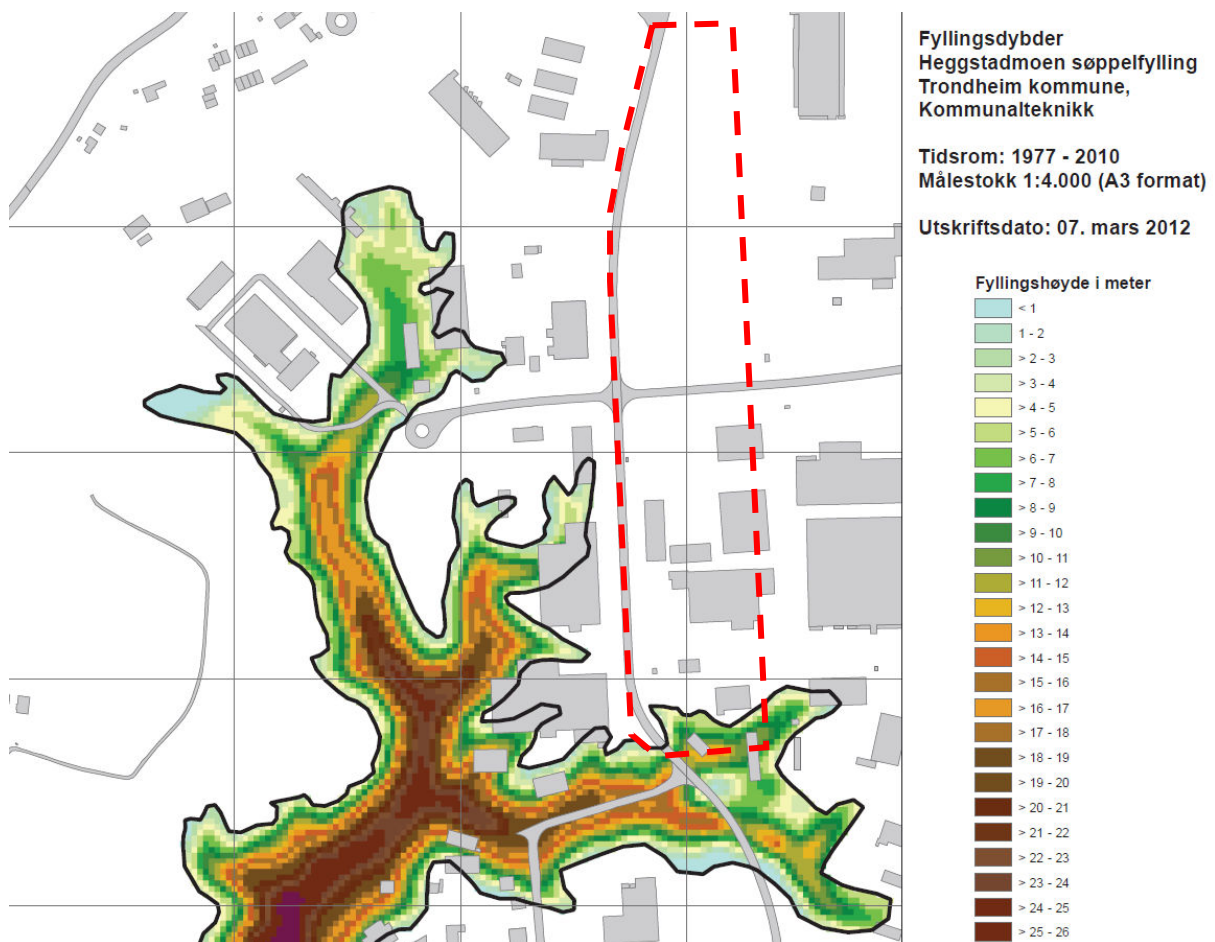 Fyllingsdybder
Heggstadmoen søppelfylling
Trondheim kommune,
Kommunalteknikk
Tidsrom: 1977 - 2010
Målestokk 1:4.000 (A3 format)
Utskriftsdato: 07. mars 2012
Fyllingshøyde i meter
< 1
1 - 2
> 2 - 3
> 3 - 4
> 4 - 5
> 5 - 6
> 6 - 7
> 7 - 8
> 8 - 9
> 9 - 10
> 10 - 11
> 11 - 12
> 12 - 13
> 13 - 14
> 14 - 15
> 15 - 16
> 16 - 17
> 17 - 18
> 18 - 19
> 19 - 20
> 20 - 21
> 21 - 22
> 22 - 23
> 23 - 24
> 24 - 25
> 25 - 26